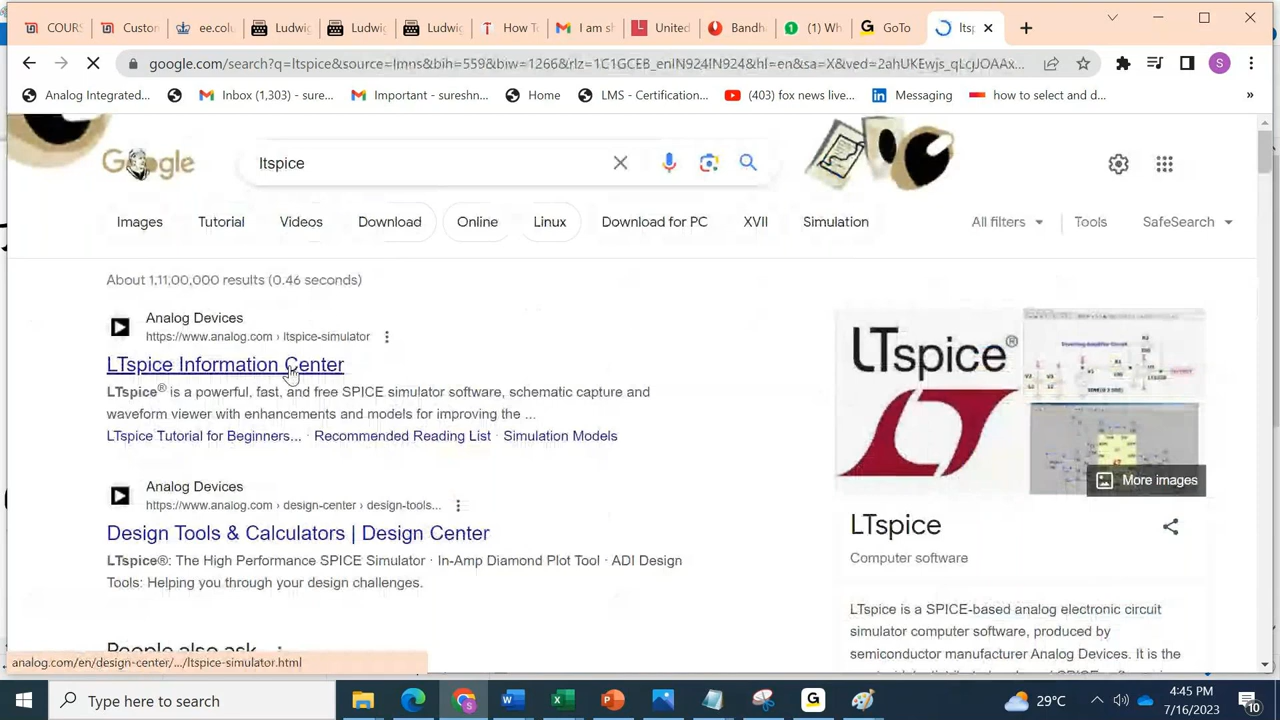 COUR
Custon
ee.colu
Ludwig
Ludwig
Ludwig
How Te
I am sh
United
Bandh
(1) Wh
GoTo
ltsp
google.com/search?q=ltspice&source=lmns&bih=559&biw=1266&rlz=1C1GCEB_enIN924IN924&hl=en&sa=X&ved=2ahUKEwjs_qLcjJOAAx...
S
Analog Integrated...
Inbox (1,303) - sure...
Important - sureshn...
Home
LMS - Certification...
(403) fox news live...
Messaging
how to select and d...
»
Google
ltspice
Images
Tutorial
Videos
Download
Online
Linux
Download for PC
XVII
Simulation
All filters
Tools
SafeSearch
About 1,11,00,000 results (0.46 seconds)
Analog Devices
https://www.analog.com › ltspice-simulator
LTspice Information Center
LTspice® is a powerful, fast, and free SPICE simulator software, schematic capture and
waveform viewer with enhancements and models for improving the ...
LTspice Tutorial for Beginners... · Recommended Reading List · Simulation Models
Analog Devices
https://www.analog.com › design-center › design-tools...
Design Tools & Calculators | Design Center
LTspice®: The High Performance SPICE Simulator · In-Amp Diamond Plot Tool · ADI Design
Tools: Helping you through your design challenges.
People also ask
LTspice®
More images
LTspice
Computer software
LTspice is a SPICE-based analog electronic circuit
simulator computer software, produced by
semiconductor manufacturer Analog Devices. It is the
analog.com/en/design-center/.../ltspice-simulator.html
Type here to search
29°C
4:45 PM
7/16/2023
10